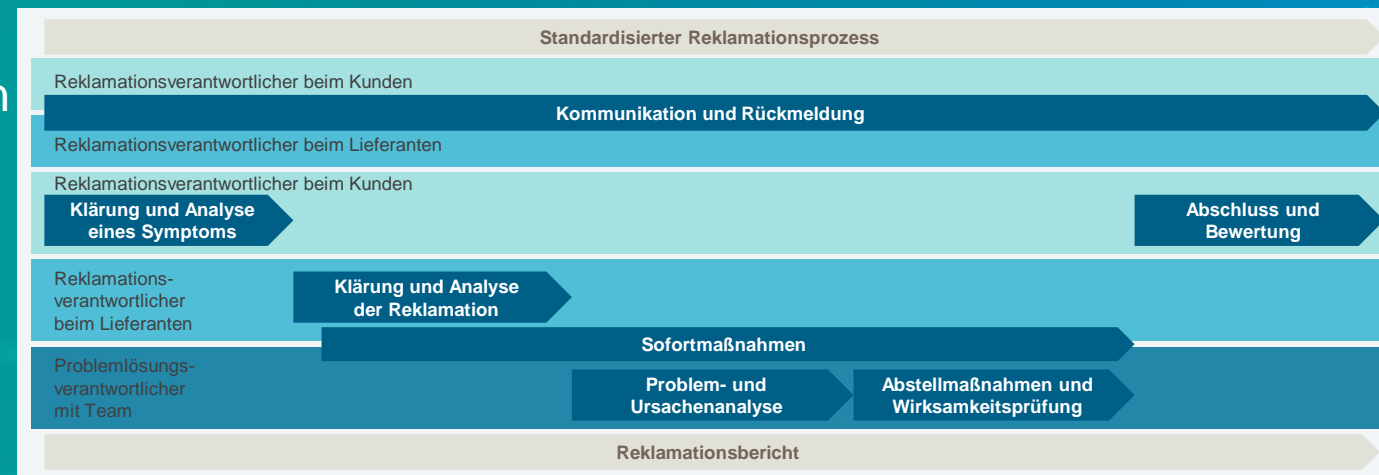 Standardisierter Reklamationsprozess
Reklamationsverantwortlicher beim Kunden
n
Kommunikation und Rückmeldung
Reklamationsverantwortlicher beim Lieferanten
Reklamationsverantwortlicher beim Kunden
Klärung und Analyse
eines Symptoms
Abschluss und
Bewertung
Reklamations-
verantwortlicher
beim Lieferanten
Klärung und Analyse
der Reklamation
Sofortmaßnahmen
Problemlösungs-
verantwortlicher
mit Team
Problem- und
Ursachenanalyse
Abstellmaßnahmen und
Wirksamkeitsprüfung
Reklamationsbericht